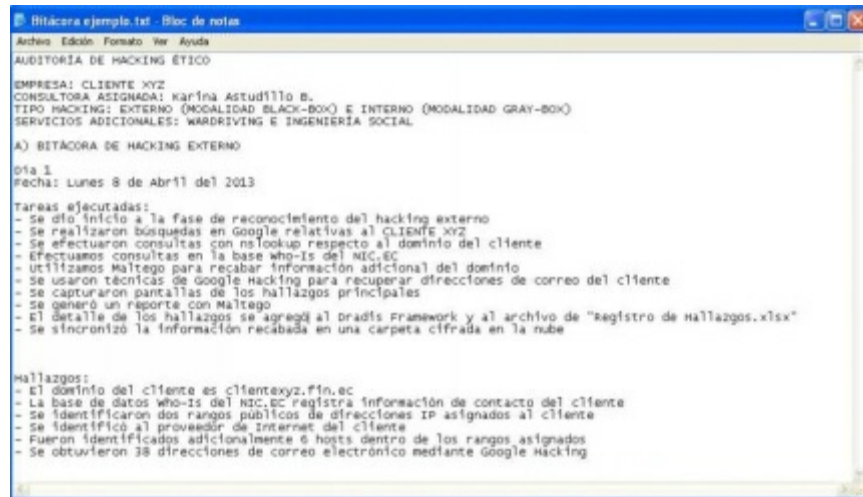 Bitácora ejemplo.txt - Bloc de notas
Archivo Edición Formato Ver Ayuda
AUDITORÍA DE HACKING ÉTICO
EMPRESA: CLIENTE XYZ
CONSULTORA ASIGNADA: Karina Astudillo B.
TIPO HACKING: EXTERNO (MODALIDAD BLACK-BOX) E INTERNO (MODALIDAD GRAY-BOX)
SERVICIOS ADICIONALES: WARDRIVING E INGENIERÍA SOCIAL
A) BITÁCORA DE HACKING EXTERNO
Día 1
Fecha: Lunes 8 de Abril del 2013
Tareas ejecutadas:
- Se dio inicio a la fase de reconocimiento del hacking externo
- Se realizaron búsquedas en Google relativas al CLIENTE XYZ
- Se efectuaron consultas con nslookup respecto al dominio del cliente
- Efectuamos consultas en la base Who-Is del NIC.EC
- Utilizamos Maltego para recabar información adicional del dominio
- Se usaron técnicas de Google Hacking para recuperar direcciones de correo del cliente
- Se capturaron pantallas de los hallazgos principales
- Se generó un reporte con Maltego
- El detalle de los hallazgos se agregó al Dradis Framework y al archivo de "Registro de Hallazgos.xlsx"
- Se sincronizó la información recabada en una carpeta cifrada en la nube
Hallazgos:
- El dominio del cliente es clientexyz.fin.ec
- La base de datos Who-Is del NIC.EC registra información de contacto del cliente
- Se identificaron dos rangos públicos de direcciones IP asignados al cliente
- Se identificó al proveedor de Internet del cliente
- Fueron identificados adicionalmente 6 hosts dentro de los rangos asignados
- Se obtuvieron 38 direcciones de correo electrónico mediante Google Hacking